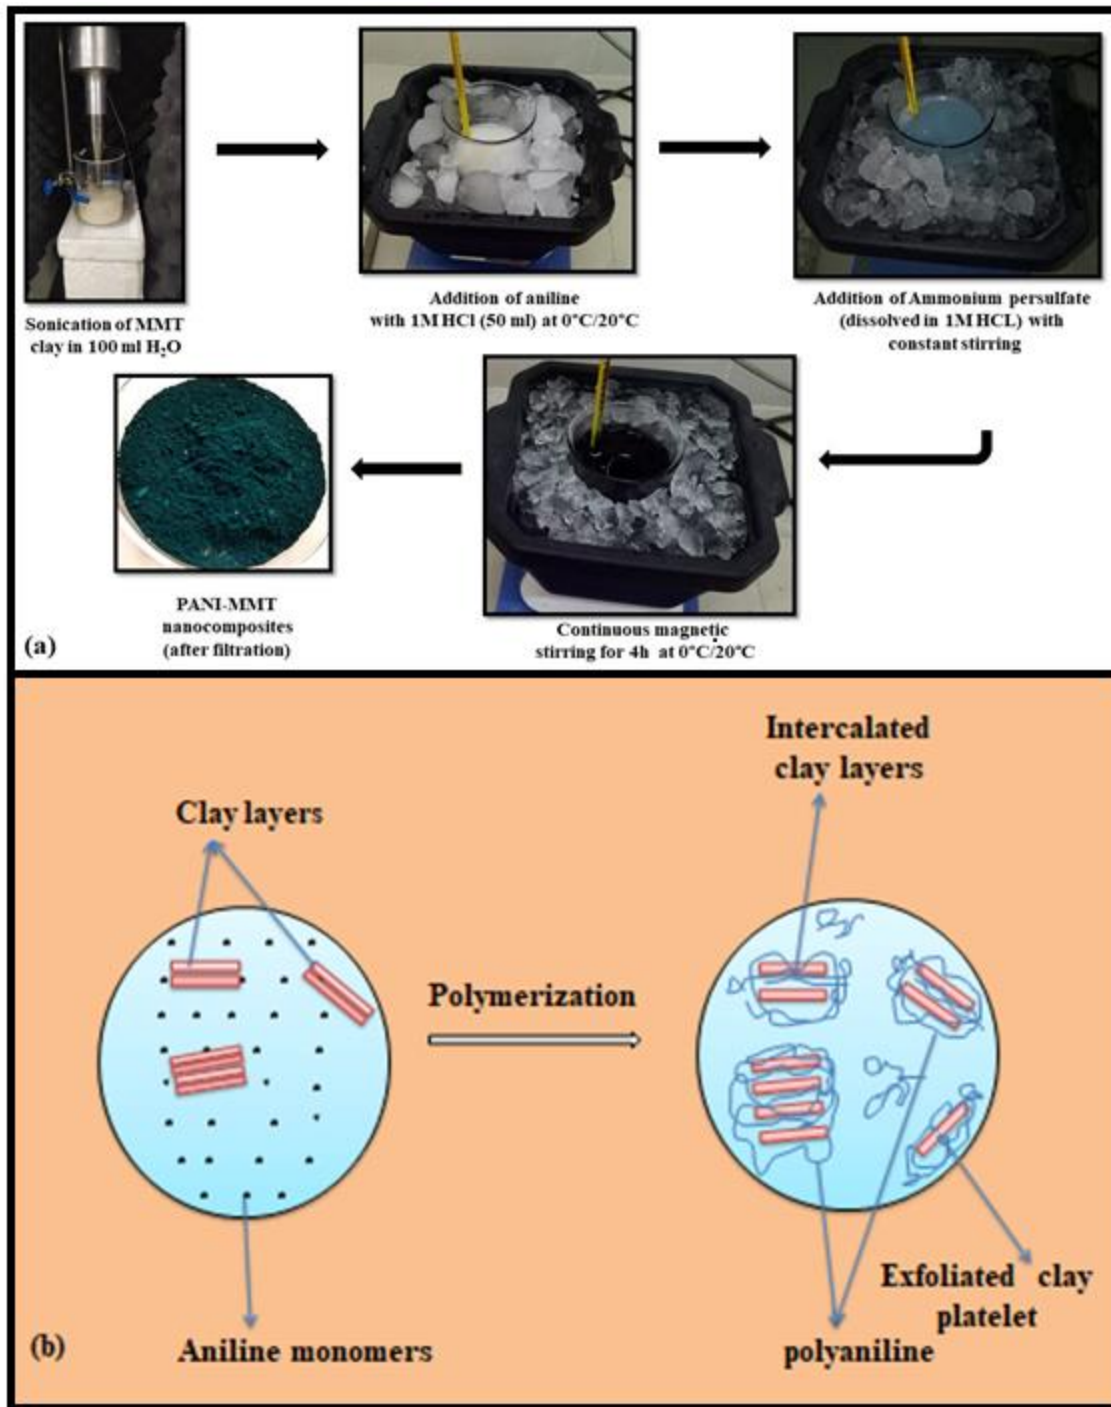 Sonication of MMT
clay in 100 ml H₂O
Addition of aniline
with 1M HCl (50 ml) at 0°C/20°C
Addition of Ammonium persulfate
(dissolved in 1M HCL) with
constant stirring
PANI-MMT
nanocomposites
(after filtration)
Continuous magnetic
stirring for 4h at 0°C/20°C
(a)
Intercalated
clay layers
Clay layers
Polymerization
Exfoliated clay
platelet
Aniline monomers
polyaniline
(b)